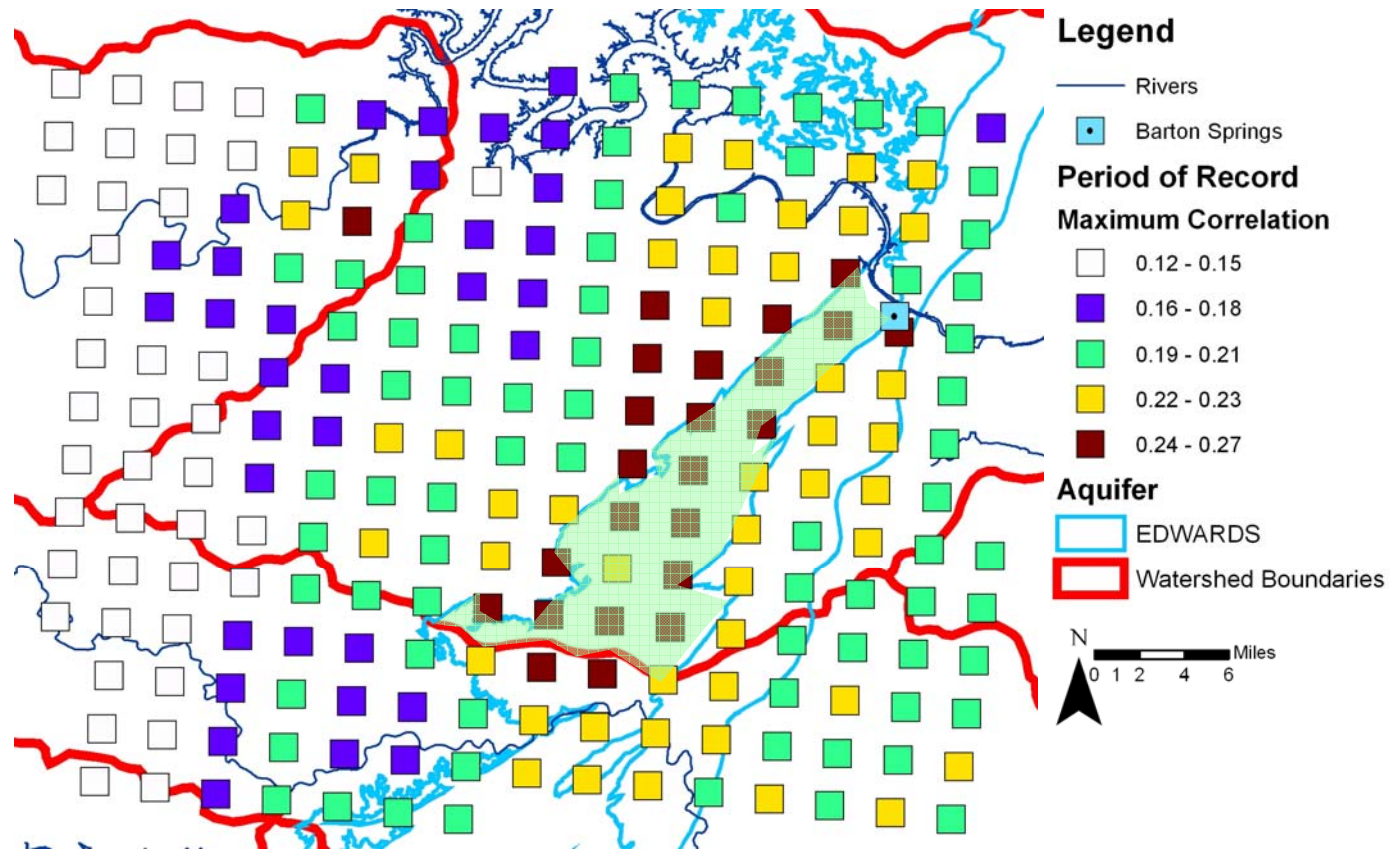 Legend
Rivers
Barton Springs
Period of Record
Maximum Correlation
0.12 - 0.15
0.16 - 0.18
0.19 - 0.21
0.22 - 0.23
0.24 - 0.27
Aquifer
EDWARDS
Watershed Boundaries
N
Miles
0 1 2 4 6